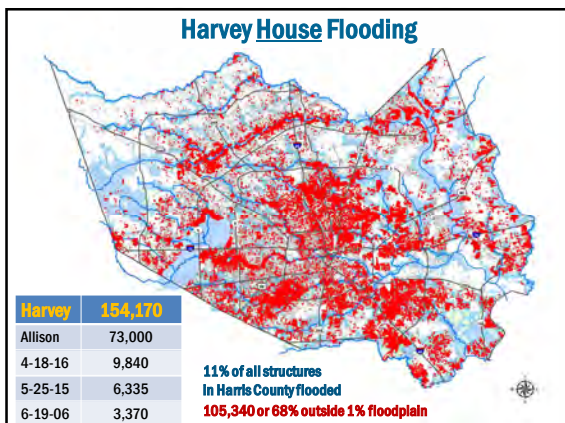 Harvey House Flooding
Harvey 154,170
Allison 73,000
4-18-16 9,840
5-25-15 6,335
6-19-06 3,370
11% of all structures
in Harris County flooded
105,340 or 68% outside 1% floodplain